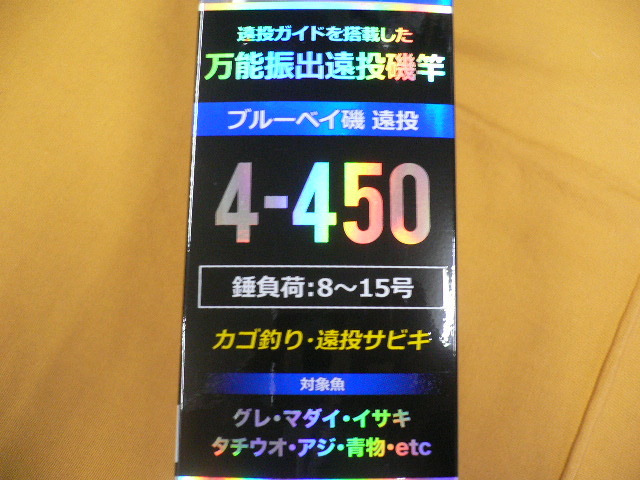 遠投ガイドを搭載した
万能振出遠投磯竿
ブルーベイ磯 遠投
4-450
錘負荷:8〜15号
カゴ釣り・遠投サビキ
対象魚
グレ・マダイ・イサキ
タチウオ・アジ・青物・etc